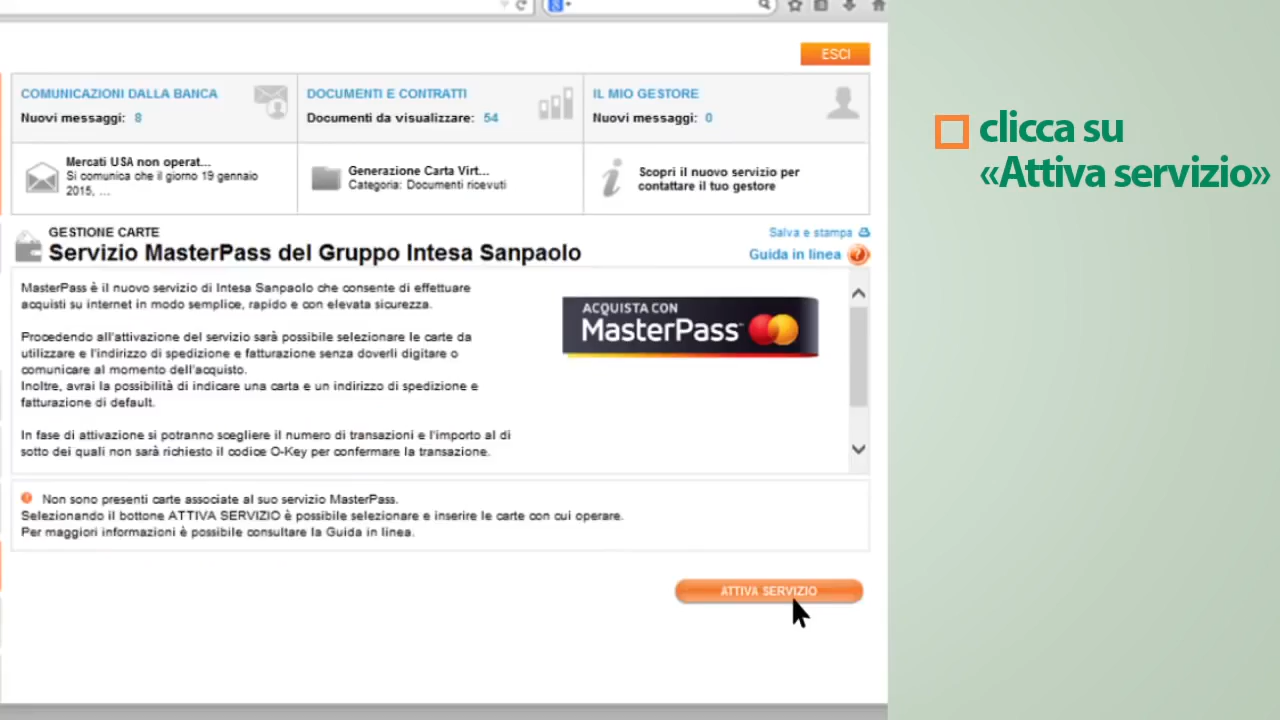 ESCI
COMUNICAZIONI DALLA BANCA
Nuovi messaggi: 8
DOCUMENTI E CONTRATTI
Documenti da visualizzare: 54
IL MIO GESTORE
Nuovi messaggi: 0
Mercati USA non operat...
Si comunica che il giorno 19 gennaio
2015, ...
Generazione Carta Virt...
Categoria: Documenti ricevuti
Scopri il nuovo servizio per
contattare il tuo gestore
GESTIONE CARTE
Servizio MasterPass del Gruppo Intesa Sanpaolo
Salva e stampa
Guida in linea ?
MasterPass è il nuovo servizio di Intesa Sanpaolo che consente di effettuare
acquisti su internet in modo semplice, rapido e con elevata sicurezza.
Procedendo all'attivazione del servizio sarà possibile selezionare le carte da
utilizzare e l'indirizzo di spedizione e fatturazione senza doverli digitare o
comunicare al momento dell'acquisto.
Inoltre, avrai la possibilità di indicare una carta e un indirizzo di spedizione e
fatturazione di default.
In fase di attivazione si potranno scegliere il numero di transazioni e l'importo al di
sotto dei quali non sarà richiesto il codice O-Key per confermare la transazione.
ACQUISTA CON
MasterPass™
Non sono presenti carte associate al suo servizio MasterPass.
Selezionando il bottone ATTIVA SERVIZIO è possibile selezionare e inserire le carte con cui operare.
Per maggiori informazioni è possibile consultare la Guida in linea.
ATTIVA SERVIZIO
clicca su
«Attiva servizio»